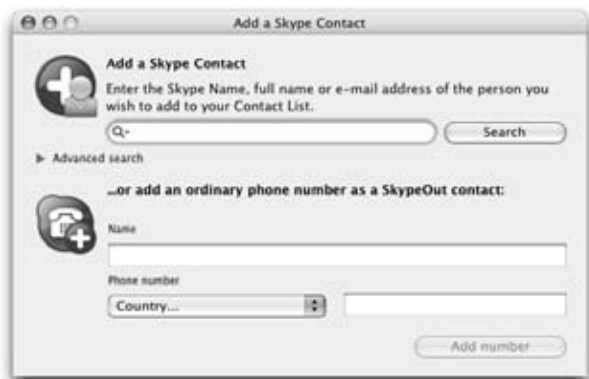 Add a Skype Contact
Add a Skype Contact
Enter the Skype Name, full name or e-mail address of the person you
wish to add to your Contact List.
Search
Advanced search
...or add an ordinary phone number as a SkypeOut contact:
Name
Phone number
Country...
Add number